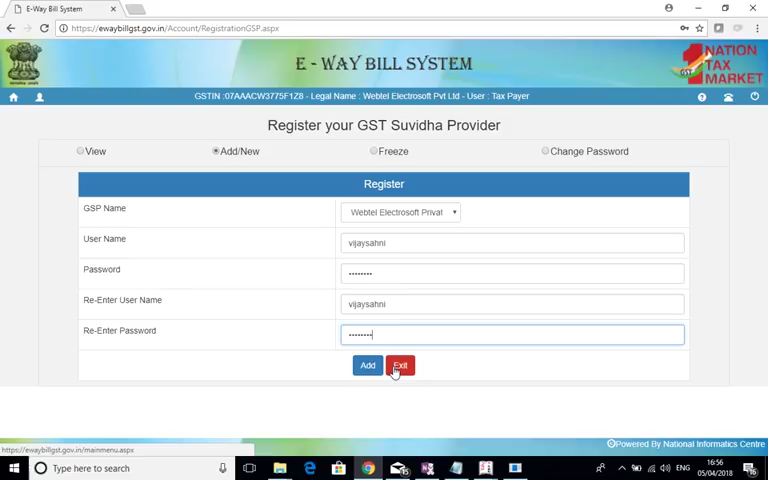 E-Way Bill System
https://ewaybillgst.gov.in/Account/RegistrationGSP.aspx
E - WAY BILL SYSTEM
NATION
TAX
MARKET
GSTIN :07AAACW3775F1Z8 - Legal Name : Webtel Electrosoft Pvt Ltd - User : Tax Payer
Register your GST Suvidha Provider
View
Add/New
Freeze
Change Password
Register
GSP Name
Webtel Electrosoft Privat
User Name
vijaysahni
Password
Re-Enter User Name
vijaysahni
Re-Enter Password
Add
Exit
https://ewaybillgst.gov.in/mainmenu.aspx
Powered By National Informatics Centre
Type here to search
ENG
16:56
05/04/2018